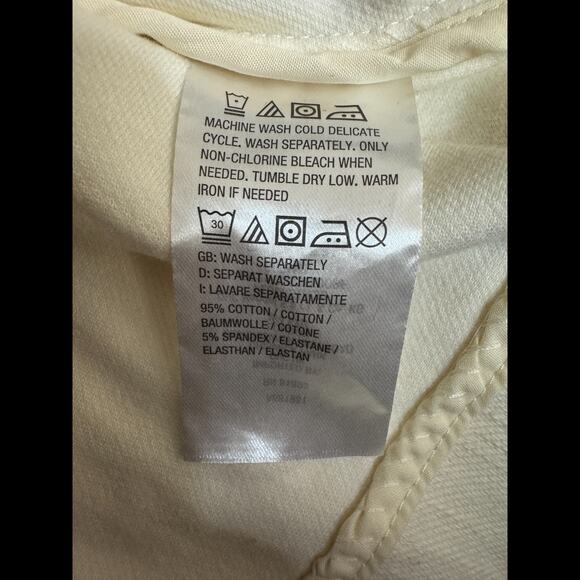 MACHINE WASH COLD DELICATE
CYCLE. WASH SEPARATELY. ONLY
NON-CHLORINE BLEACH WHEN
NEEDED. TUMBLE DRY LOW. WARM
IRON IF NEEDED
30
GB: WASH SEPARATELY
D: SEPARAT WASCHEN
I: LAVARE SEPARATAMENTE
95% COTTON / COTTON /
BAUMWOLLE / COTONE
5% SPANDEX / ELASTANE /
ELASTHAN / ELASTAN